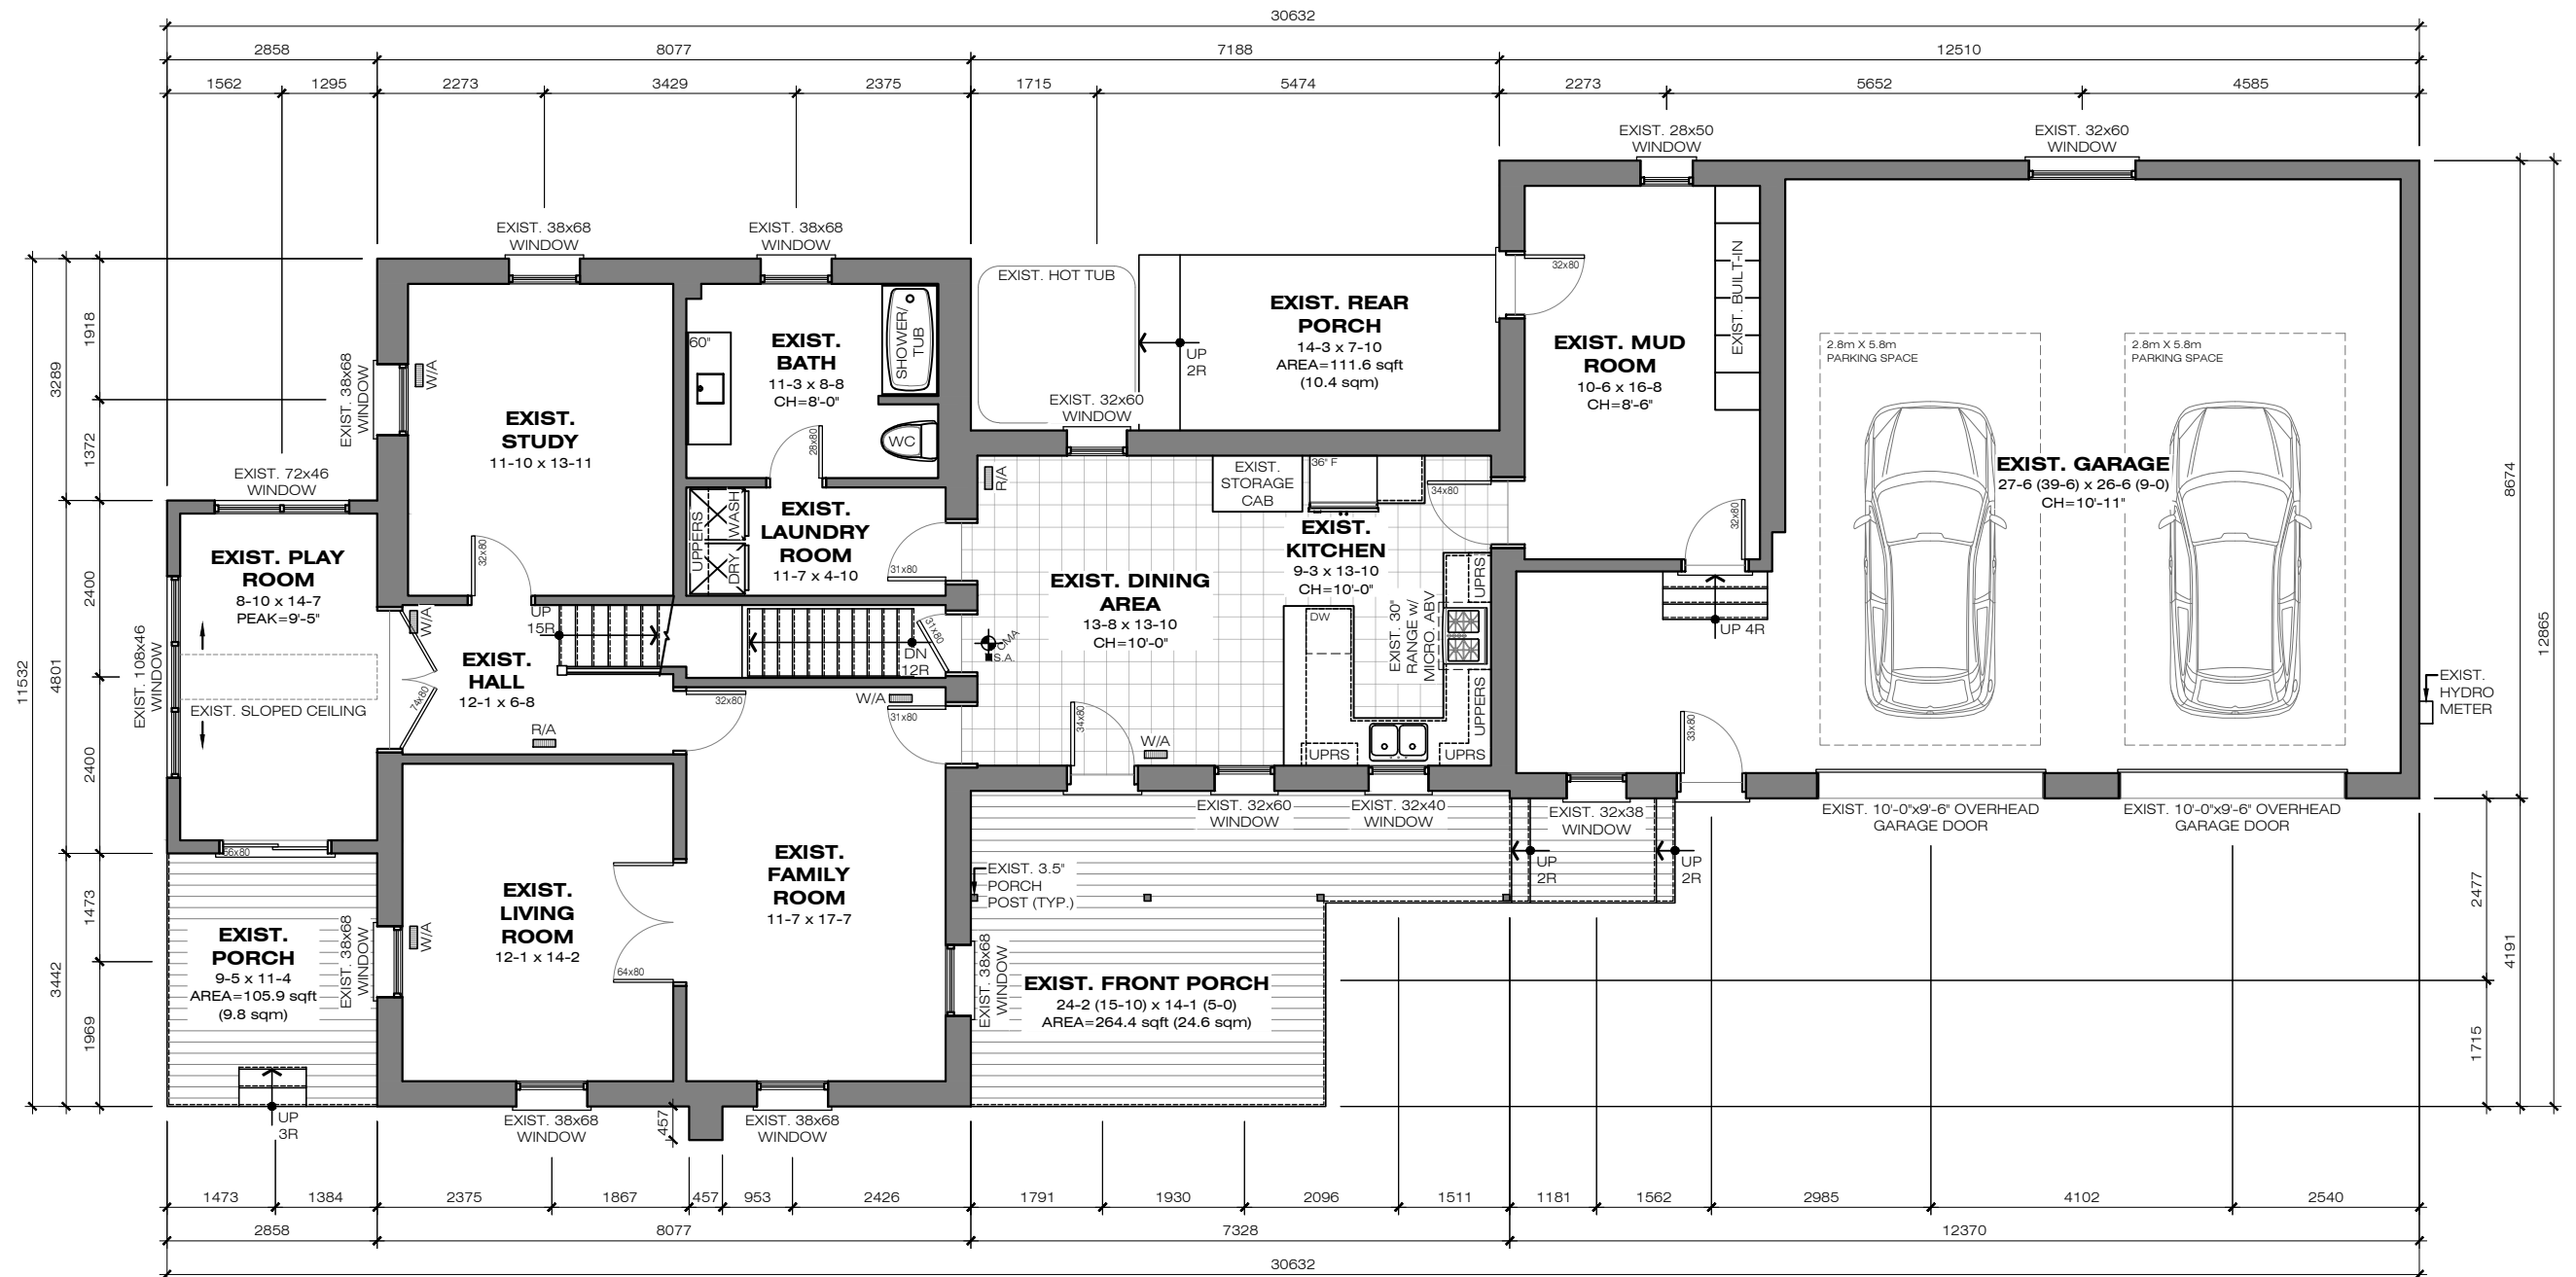 30632
2858
8077
7188
12510
1562
1295
2273
3429
2375
1715
5474
2273
5652
4585
EXIST. 28x50
WINDOW
EXIST. 32x60
WINDOW
EXIST. 38x68
WINDOW
EXIST. 38x68
WINDOW
EXIST. HOT TUB
EXIST. REAR
PORCH
14-3 x 7-10
AREA=111.6 sqft
(10.4 sqm)
UP
2R
EXIST. 32x60
WINDOW
32x80
EXIST. MUD
ROOM
10-6 x 16-8
CH=8'-6"
EXIST. BUILT-IN
2.8m X 5.8m
PARKING SPACE
2.8m X 5.8m
PARKING SPACE
EXIST. GARAGE
27-6 (39-6) x 26-6 (9-0)
CH=10'-11"
60"
EXIST.
BATH
11-3 x 8-8
CH=8'-0"
SHOWER/
TUB
WC
28x80
EXIST. 38x68
WINDOW
W/A
EXIST.
STUDY
11-10 x 13-11
32x80
11532
3289
4801
3442
1918
1372
2400
2400
1473
1969
EXIST. 72x46
WINDOW
EXIST. PLAY
ROOM
8-10 x 14-7
PEAK=9'-5"
EXIST. 108x46
WINDOW
EXIST. SLOPED CEILING
W/A
74x80
UP
15R
EXIST.
HALL
12-1 x 6-8
R/A
UPPERS
WASH
DRY
EXIST.
LAUNDRY
ROOM
11-7 x 4-10
31x80
31x80
DN
12R
S.A.
32x80
W/A
31x80
R/A
EXIST.
STORAGE
CAB
36" F
34x80
EXIST.
KITCHEN
9-3 x 13-10
CH=10'-0"
EXIST. DINING
AREA
13-8 x 13-10
CH=10'-0"
DW
EXIST. 30"
RANGE w/
MICRO. ABV
UPRS
UPPERS
34x80
W/A
UPRS
UPRS
32x80
UP 4R
33x80
EXIST.
HYDRO
METER
8674
12865
4191
2477
1715
EXIST. 32x60
WINDOW
EXIST. 32x40
WINDOW
EXIST. 32x38
WINDOW
EXIST. 10'-0"x9'-6" OVERHEAD
GARAGE DOOR
EXIST. 10'-0"x9'-6" OVERHEAD
GARAGE DOOR
UP
2R
UP
2R
66x80
EXIST.
PORCH
9-5 x 11-4
AREA=105.9 sqft
(9.8 sqm)
UP
3R
EXIST. 38x68
WINDOW
W/A
EXIST.
LIVING
ROOM
12-1 x 14-2
64x80
EXIST.
FAMILY
ROOM
11-7 x 17-7
EXIST. 3.5"
PORCH
POST (TYP.)
EXIST. 38x68
WINDOW
EXIST. FRONT PORCH
24-2 (15-10) x 14-1 (5-0)
AREA=264.4 sqft (24.6 sqm)
EXIST. 38x68
WINDOW
457
EXIST. 38x68
WINDOW
1473
1384
2375
1867
457
953
2426
1791
1930
2096
1511
1181
1562
2985
4102
2540
2858
8077
7328
12370
30632